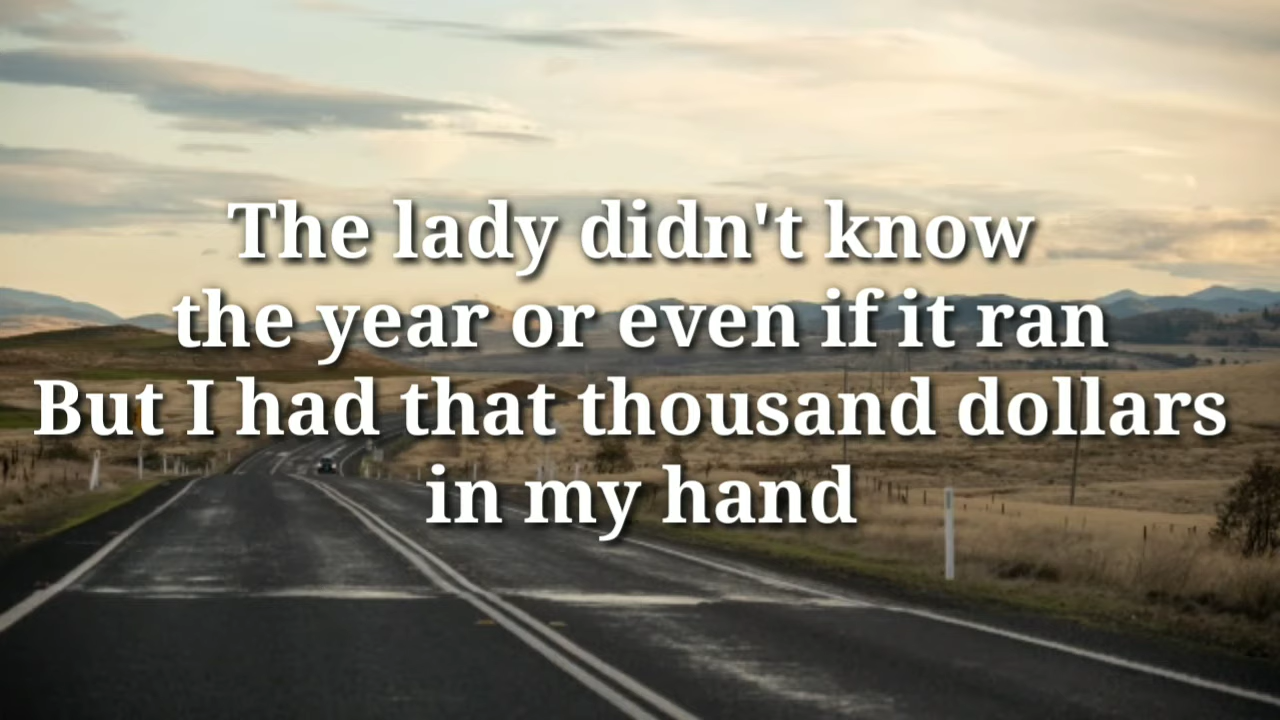 The lady didn't know
the year or even if it ran
But I had that thousand dollars
in my hand